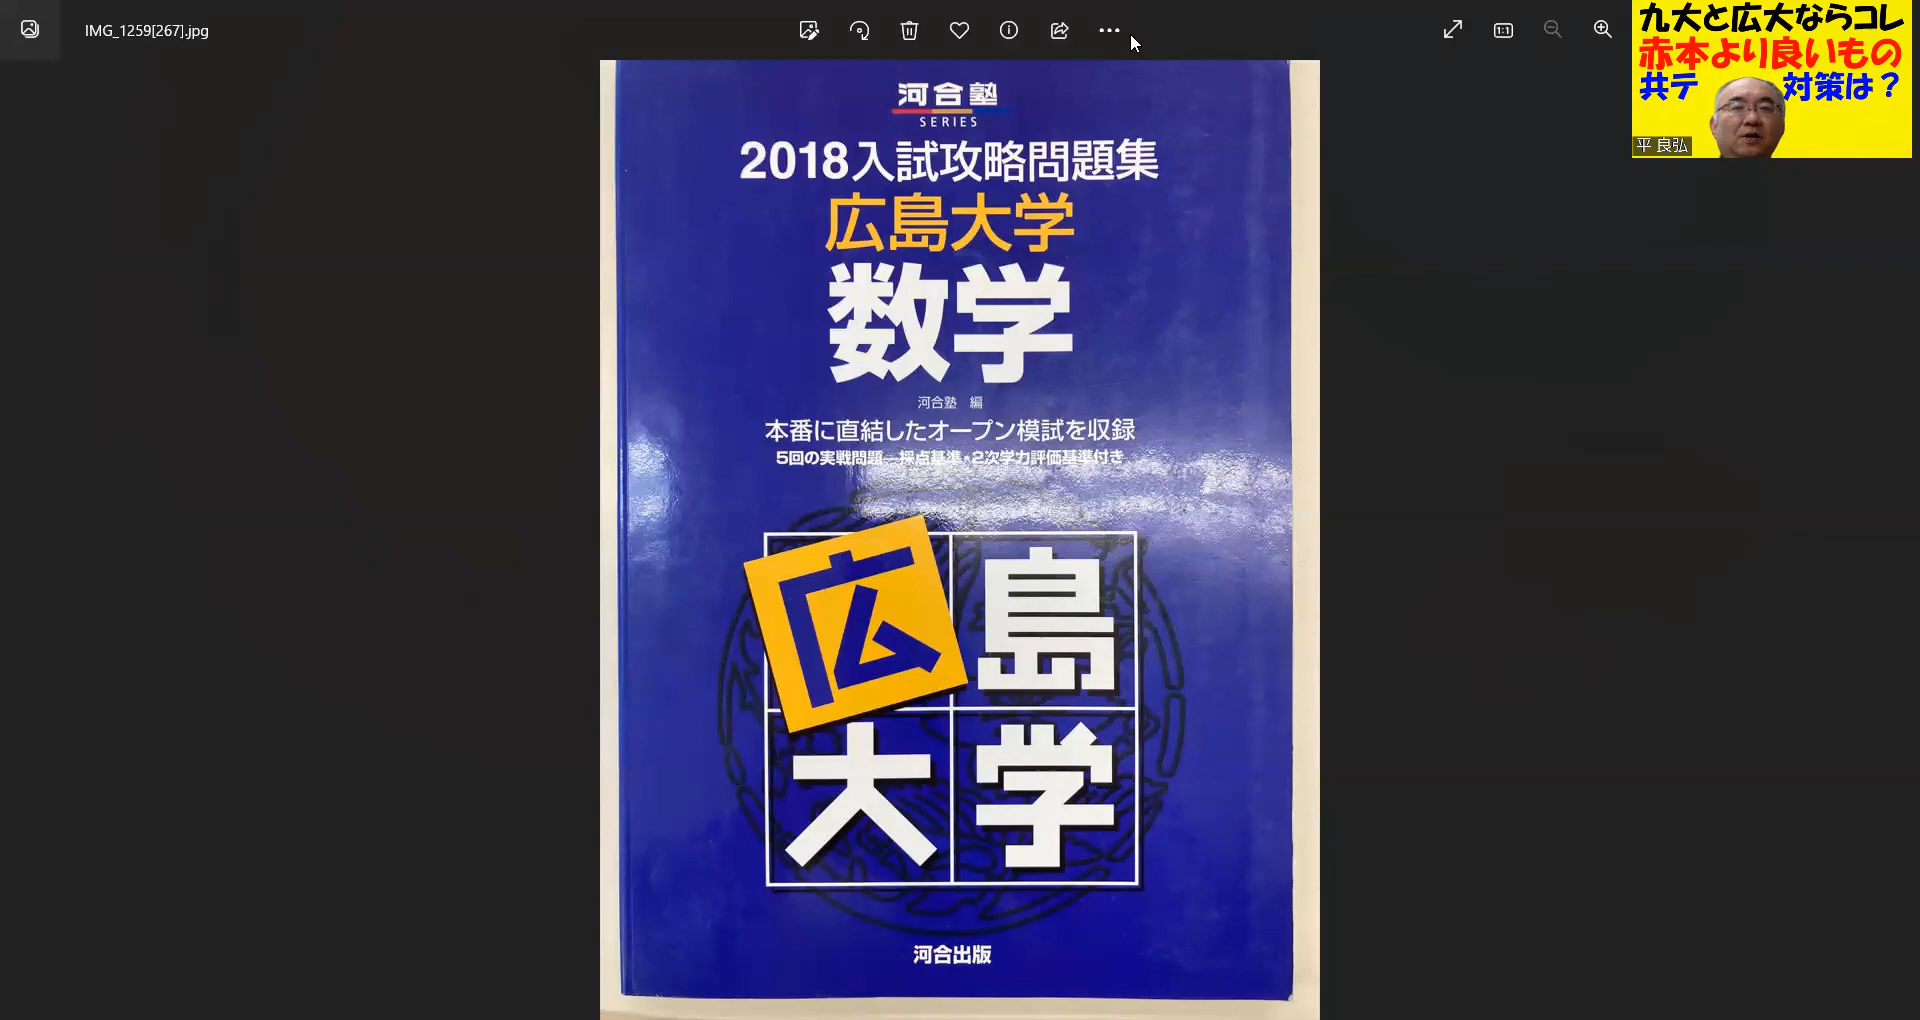 IMG_1259[267].jpg
九大と広大ならコレ
赤本より良いもの
共テ 対策は？
平 良弘
河合塾
SERIES
2018入試攻略問題集
広島大学
数学
河合塾 編
本番に直結したオープン模試を収録
5回の実戦問題―採点基準・2次学力評価基準付き
広島
大学
河合出版